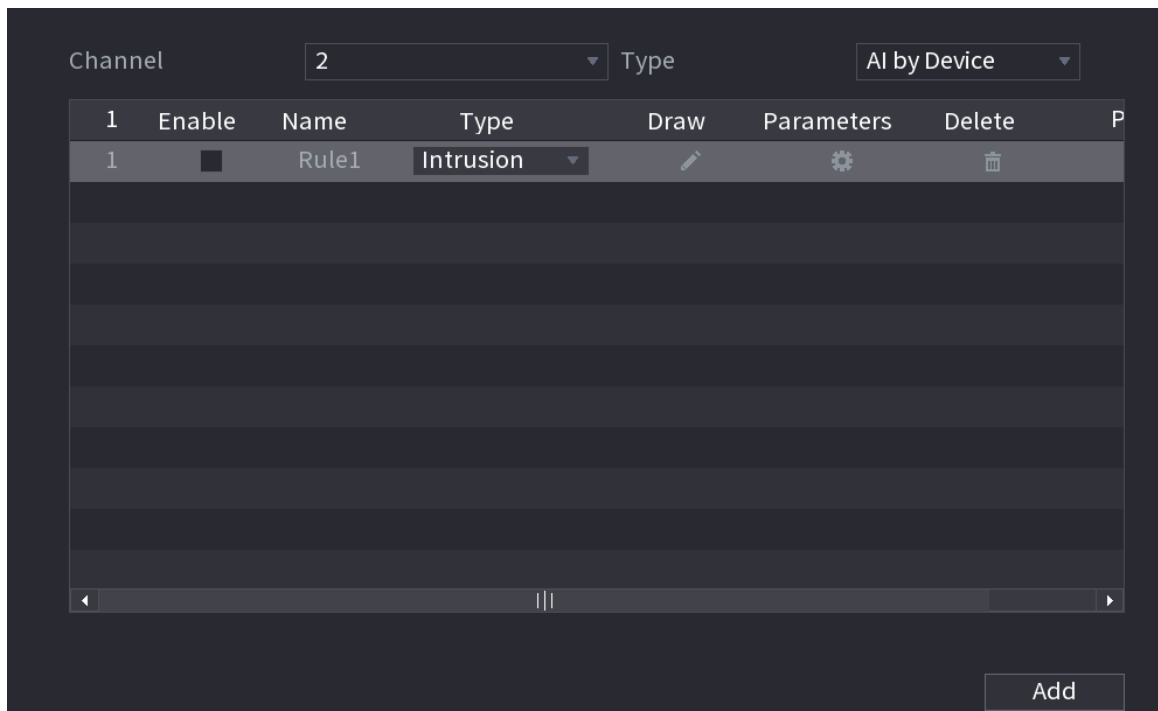 Channel 2 Type AI by Device
1 Enable Name Type Draw Parameters Delete P
1 Rule1 Intrusion
Add